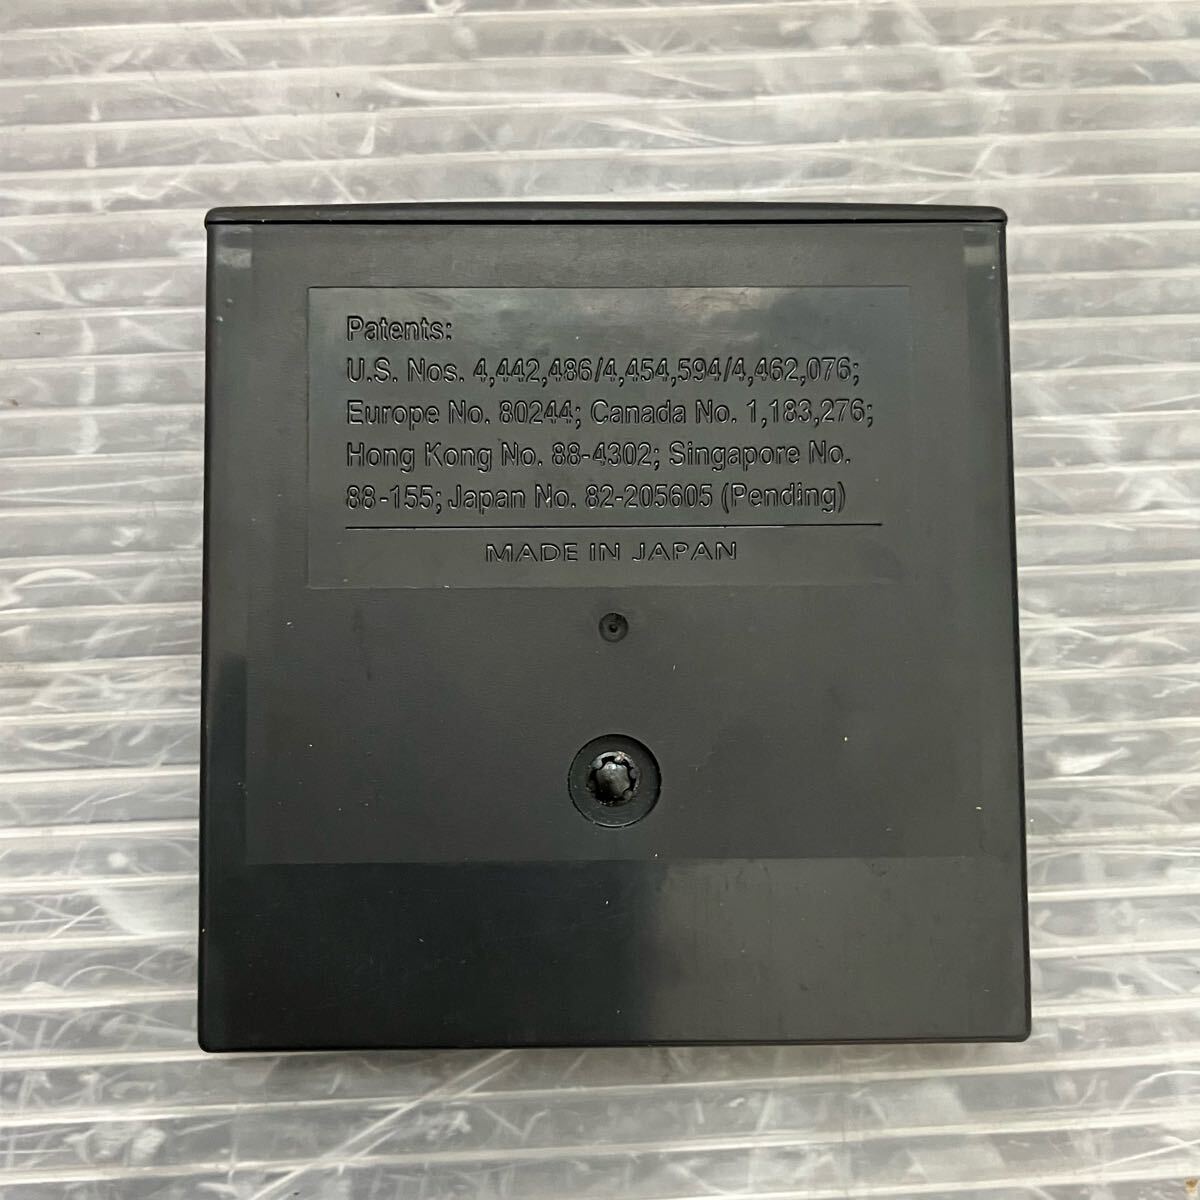 Patents:
U.S. Nos. 4,442,486/4,454,594/4,462,076;
Europe No. 80244; Canada No. 1,183,276;
Hong Kong No. 88-4302; Singapore No.
88-155; Japan No. 82-205605 (Pending)
MADE IN JAPAN